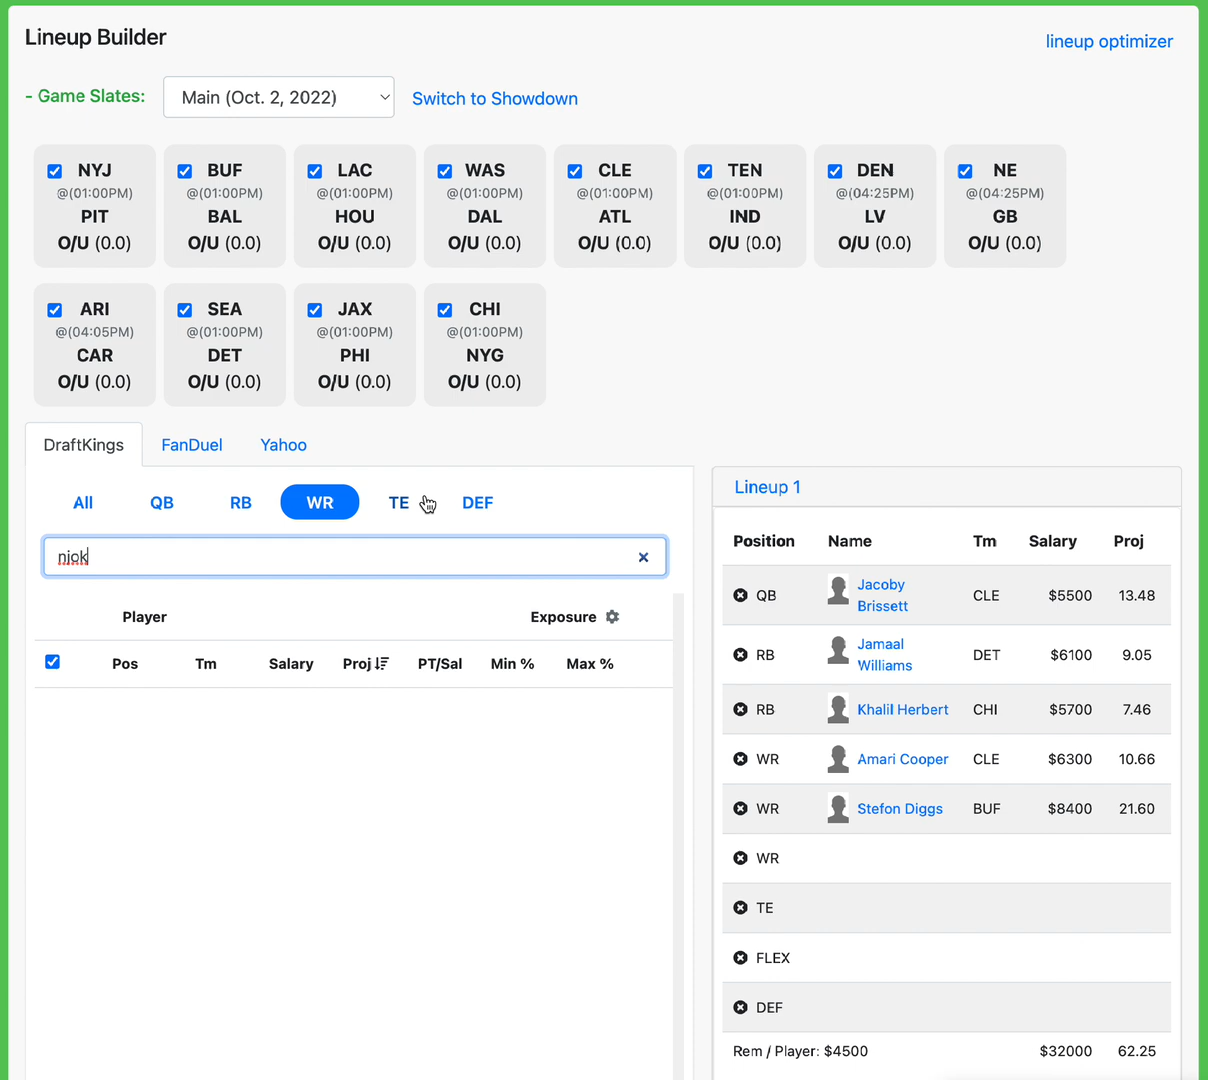 Lineup Builder
lineup optimizer
- Game Slates: Main (Oct. 2, 2022) Switch to Showdown
NYJ BUF LAC WAS CLE TEN DEN NE
@(01:00PM) @(01:00PM) @(01:00PM) @(01:00PM) @(01:00PM) @(01:00PM) @(04:25PM) @(04:25PM)
PIT BAL HOU DAL ATL IND LV GB
O/U (0.0) O/U (0.0) O/U (0.0) O/U (0.0) O/U (0.0) O/U (0.0) O/U (0.0) O/U (0.0)
ARI SEA JAX CHI
@(04:05PM) @(01:00PM) @(01:00PM) @(01:00PM)
CAR DET PHI NYG
O/U (0.0) O/U (0.0) O/U (0.0) O/U (0.0)
DraftKings FanDuel Yahoo
All QB RB WR TE DEF
njok
Player Exposure
Pos Tm Salary Proj PT/Sal Min % Max %
Lineup 1
Position Name Tm Salary Proj
QB Jacoby Brissett CLE $5500 13.48
RB Jamaal Williams DET $6100 9.05
RB Khalil Herbert CHI $5700 7.46
WR Amari Cooper CLE $6300 10.66
WR Stefon Diggs BUF $8400 21.60
WR
TE
FLEX
DEF
Rem / Player: $4500 $32000 62.25